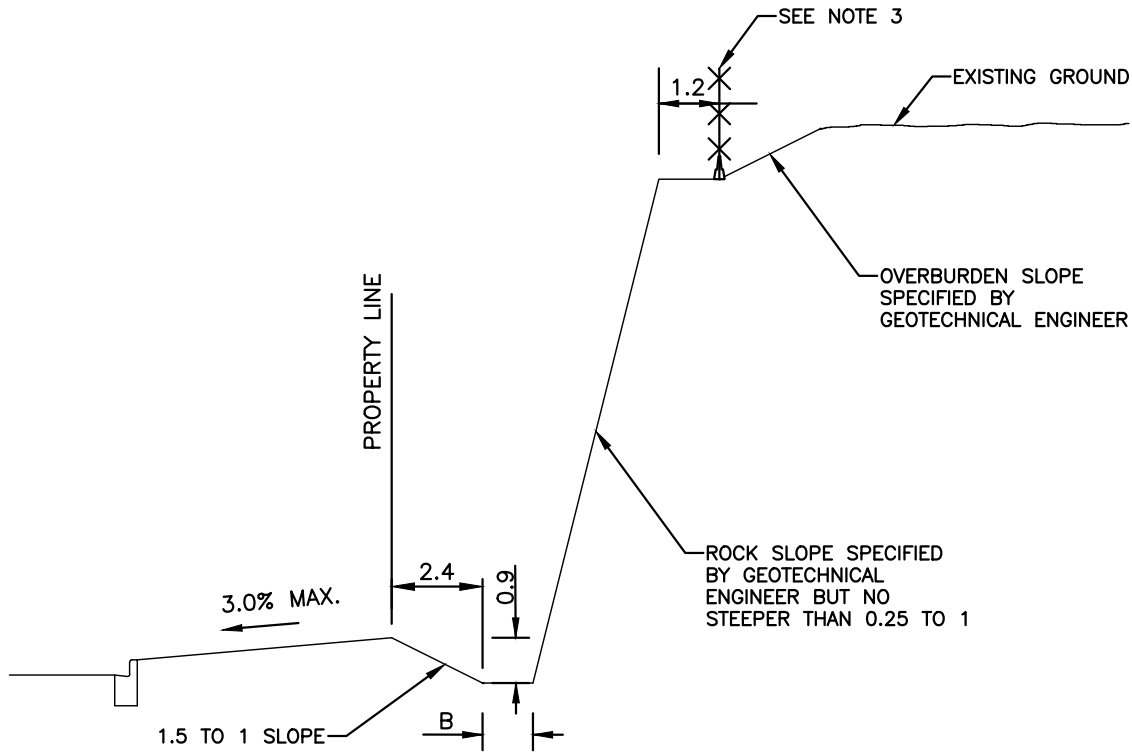 SEE NOTE 3
1.2
EXISTING GROUND
OVERBURDEN SLOPE
SPECIFIED BY
GEOTECHNICAL ENGINEER
PROPERTY LINE
ROCK SLOPE SPECIFIED
BY GEOTECHNICAL
ENGINEER BUT NO
STEEPER THAN 0.25 TO 1
2.4
0.9
3.0% MAX.
B
1.5 TO 1 SLOPE